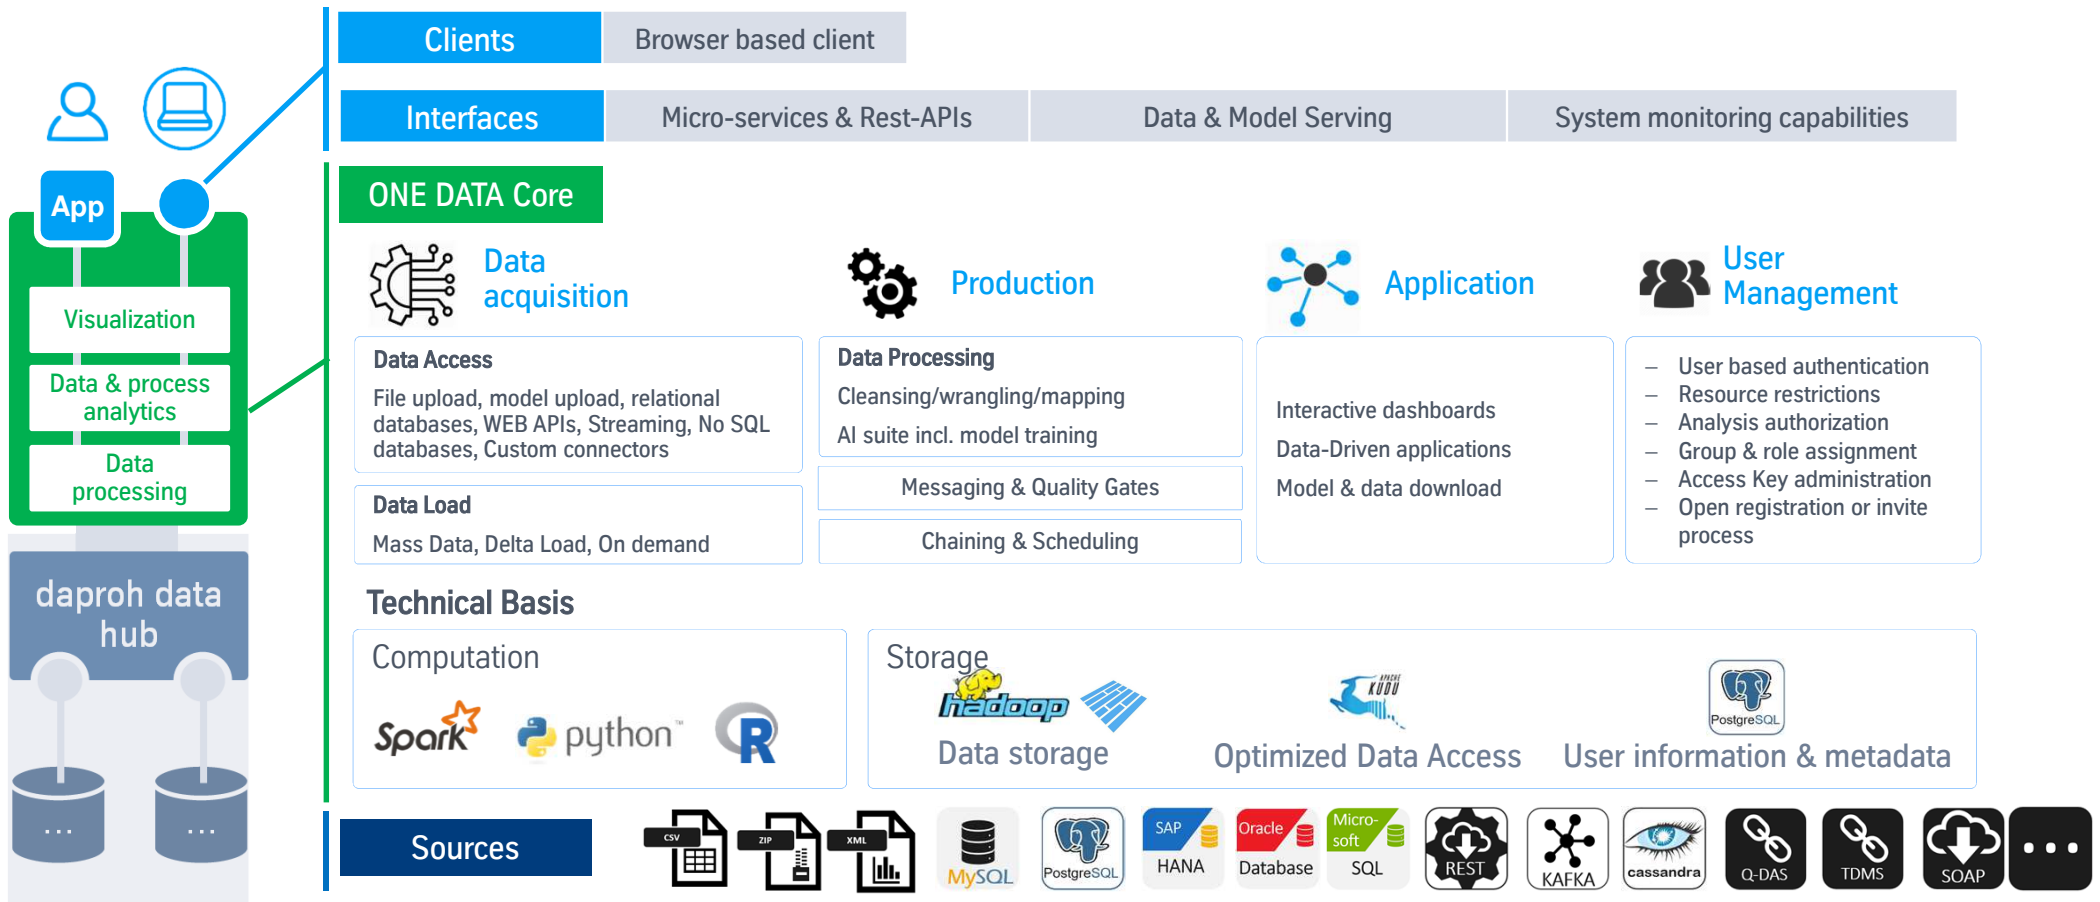 Clients
Browser based client
Interfaces
Micro-services & Rest-APIs
Data & Model Serving
System monitoring capabilities
ONE DATA Core
App
Visualization
Data & process
analytics
Data
processing
daproh data
hub
...
...
Data
acquisition
Production
Application
User
Management
Data Access
File upload, model upload, relational
databases, WEB APIs, Streaming, No SQL
databases, Custom connectors
Data Load
Mass Data, Delta Load, On demand
Data Processing
Cleansing/wrangling/mapping
AI suite incl. model training
Messaging & Quality Gates
Chaining & Scheduling
Interactive dashboards
Data-Driven applications
Model & data download
– User based authentication
– Resource restrictions
– Analysis authorization
– Group & role assignment
– Access Key administration
– Open registration or invite
process
Technical Basis
Computation
Spark
python™
R
Storage
hadoop
Data storage
APACHE
KUDU
Optimized Data Access
PostgreSQL
User information & metadata
Sources
CSV
ZIP
XML
MySQL
PostgreSQL
SAP
HANA
Oracle
Database
Micro-
soft
SQL
REST
KAFKA
cassandra
Q-DAS
TDMS
SOAP
...